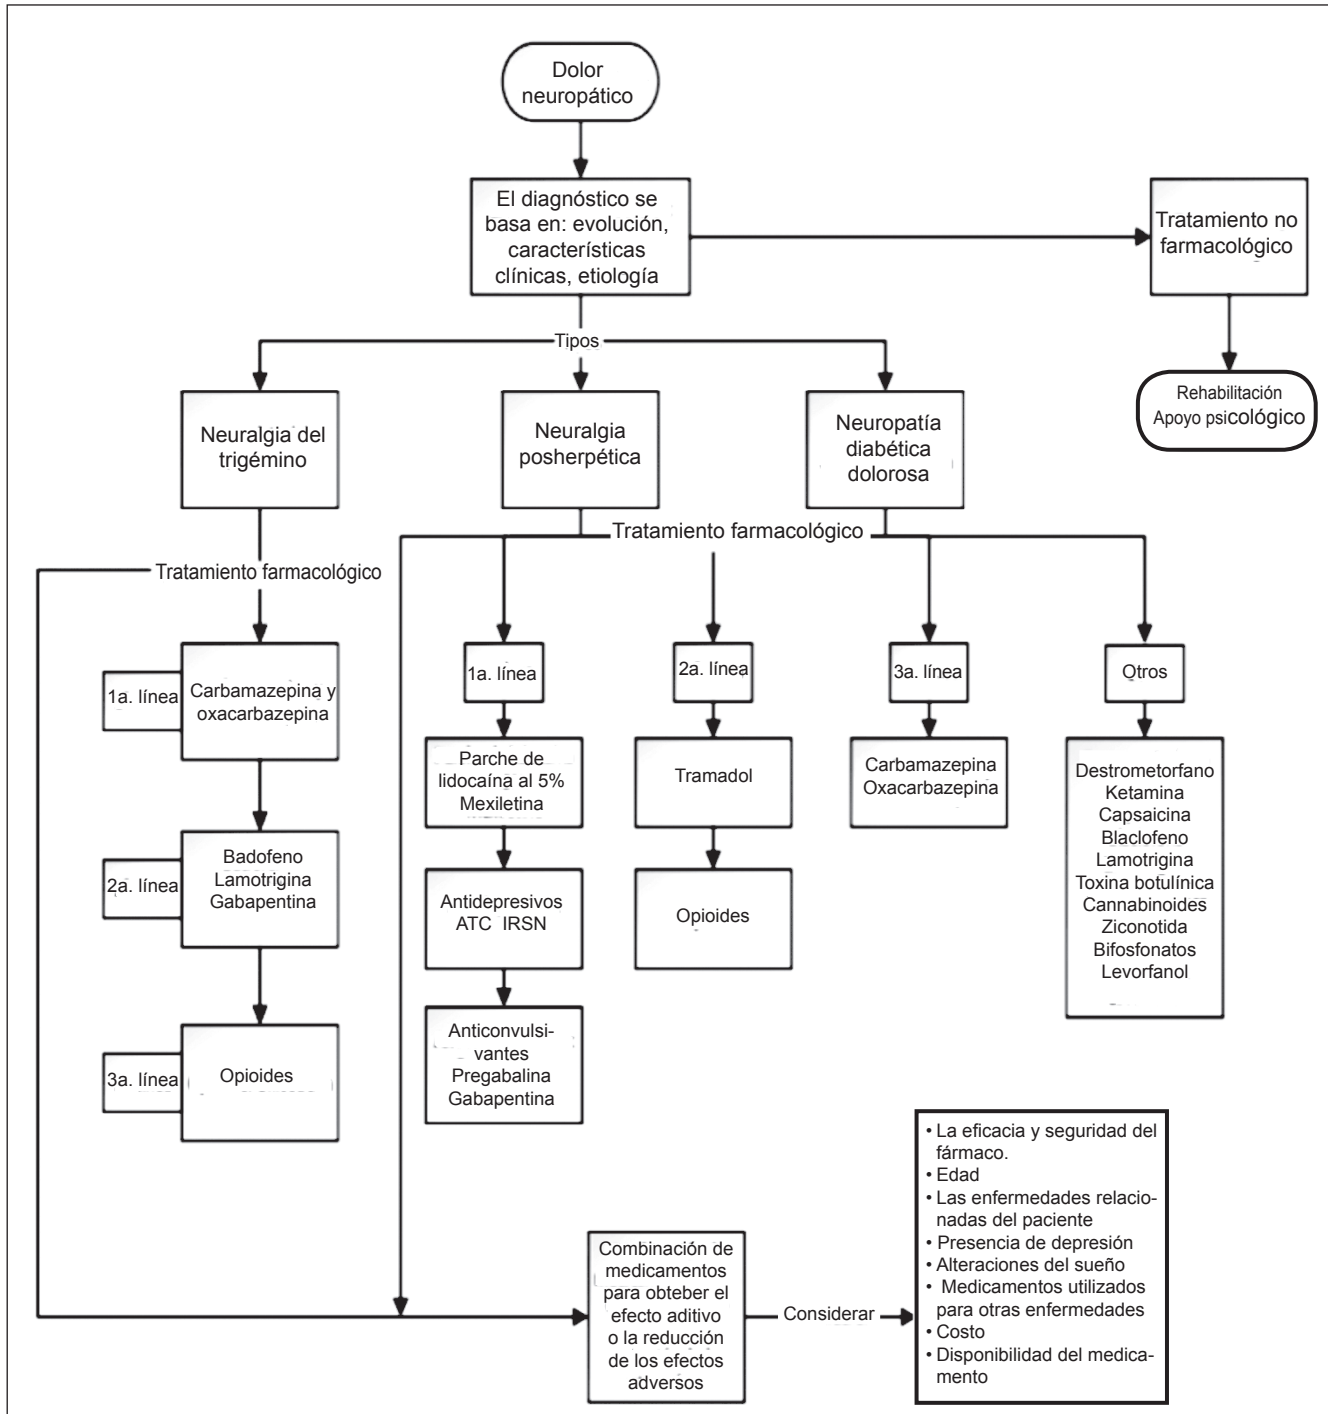 Dolor
neuropático
El diagnóstico se
basa en: evolución,
características
clínicas, etiología
Tratamiento no
farmacológico
Rehabilitación
Apoyo psicológico
Tipos
Neuralgia del
trigémino
Neuralgia
posherpética
Neuropatía
diabética
dolorosa
Tratamiento farmacológico
Tratamiento farmacológico
1a. línea
Carbamazepina y
oxacarbazepina
2a. línea
Badofeno
Lamotrigina
Gabapentina
3a. línea
Opioides
1a. línea
Parche de
lidocaína al 5%
Mexiletina
Antidepresivos
ATC IRSN
Anticonvulsi-
vantes
Pregabalina
Gabapentina
2a. línea
Tramadol
Opioides
3a. línea
Carbamazepina
Oxacarbazepina
Otros
Destrometorfano
Ketamina
Capsaicina
Blaclofeno
Lamotrigina
Toxina botulínica
Cannabinoides
Ziconotida
Bifosfonatos
Levorfanol
Combinación de
medicamentos
para obteber el
efecto aditivo
o la reducción
de los efectos
adversos
Considerar
• La eficacia y seguridad del
fármaco.
• Edad
• Las enfermedades relacio-
nadas del paciente
• Presencia de depresión
• Alteraciones del sueño
• Medicamentos utilizados
para otras enfermedades
• Costo
• Disponibilidad del medica-
mento